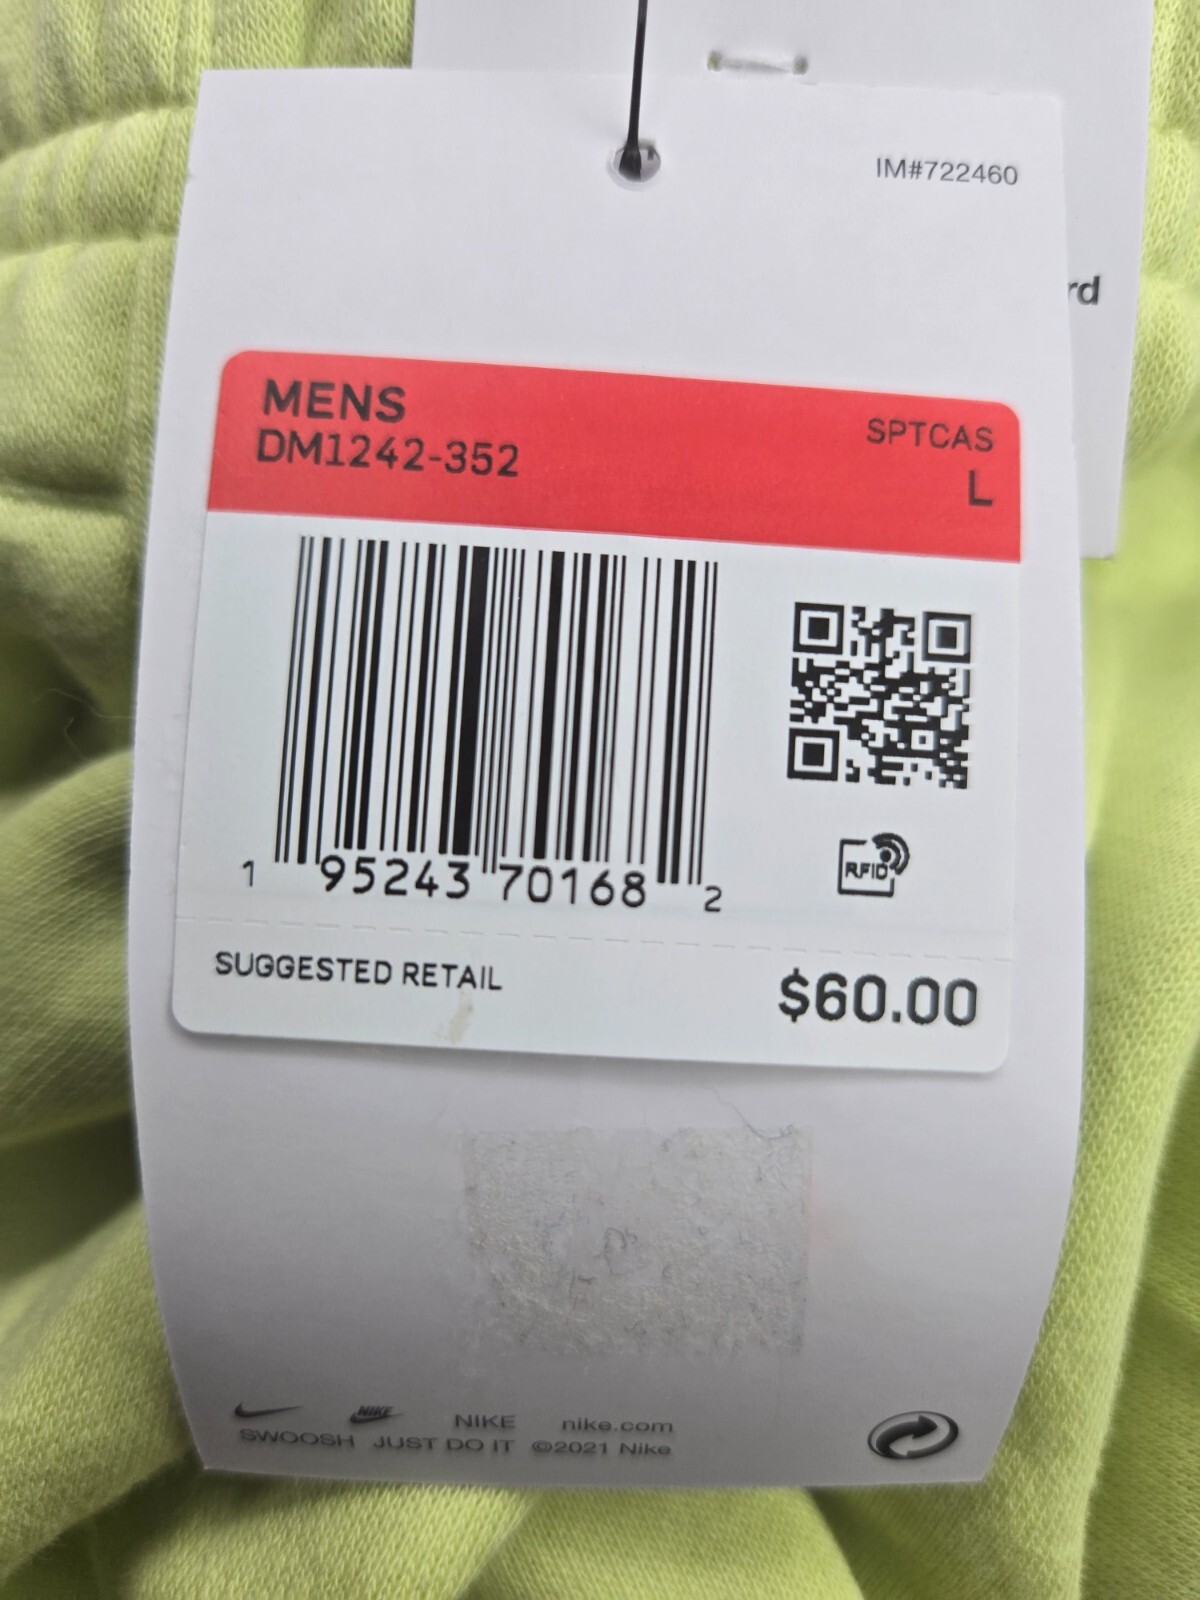 IM#722460
rd
MENS
SPTCAS
DM1242-352
L
1 95243 70168 2
RFID
SUGGESTED RETAIL
$60.00
NIKE NIKE nike.com
SWOOSH JUST DO IT ©2021 Nike